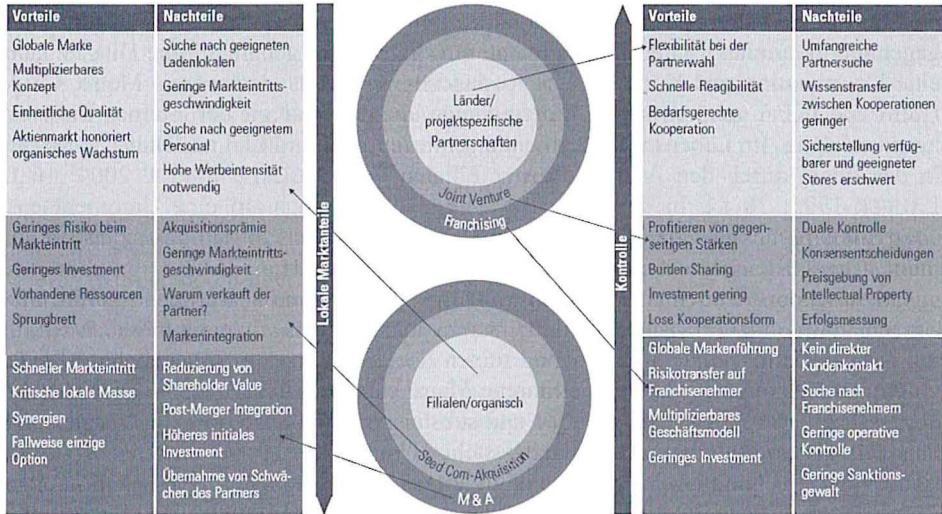 Vorteile
Nachteile
Globale Marke
Multiplizierbares
Konzept
Einheitliche Qualität
Aktienmarkt honoriert
organisches Wachstum
Suche nach geeigneten
Ladenlokalen
Geringe Markteintritts-
geschwindigkeit
Suche nach geeignetem
Personal
Hohe Werbeintensität
notwendig
Geringes Risiko beim
Markteintritt
Geringes Investment
Vorhandene Ressourcen
Sprungbrett
Akquisitionsprämie
Geringe Markteintritts-
geschwindigkeit
Warum verkauft der
Partner?
Markenintegration
Schneller Markteintritt
Kritische lokale Masse
Synergien
Fallweise einzige
Option
Reduzierung von
Shareholder Value
Post-Merger Integration
Höheres initiales
Investment
Übernahme von Schwä-
chen des Partners
Lokale Marktanteile
Länder/
projektspezifische
Partnerschaften
Joint Venture
Franchising
Filialen/organisch
Seed Com-Akquisition
M & A
Kontrolle
Vorteile
Nachteile
Flexibilität bei der
Partnerwahl
Schnelle Reagibilität
Bedarfsgerechte
Kooperation
Umfangreiche
Partnersuche
Wissenstransfer
zwischen Kooperationen
geringer
Sicherstellung verfüg-
barer und geeigneter
Stores erschwert
Profitieren von gegen-
seitigen Stärken
Burden Sharing
Investment gering
Lose Kooperationsform
Duale Kontrolle
Konsensentscheidungen
Preisgebung von
Intellectual Property
Erfolgsmessung
Globale Markenführung
Risikotransfer auf
Franchisenehmer
Multiplizierbares
Geschäftsmodell
Geringes Investment
Kein direkter
Kundenkontakt
Suche nach
Franchisenehmern
Geringe operative
Kontrolle
Geringe Sanktions-
gewalt